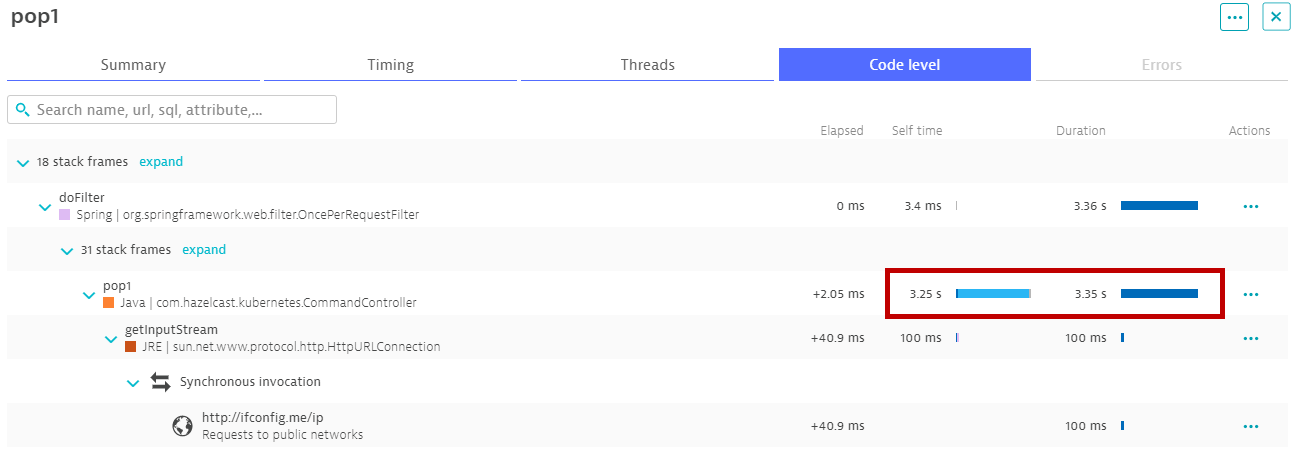 pop1
Summary Timing Threads Code level Errors
Search name, url, sql, attribute,...
Elapsed Self time Duration Actions
18 stack frames expand
doFilter
Spring | org.springframework.web.filter.OncePerRequestFilter 0 ms 3.4 ms 3.36 s
31 stack frames expand
pop1
Java | com.hazelcast.kubernetes.CommandController +2.05 ms 3.25 s 3.35 s
getInputStream
JRE | sun.net.www.protocol.http.HttpURLConnection +40.9 ms 100 ms 100 ms
Synchronous invocation
http://ifconfig.me/ip
Requests to public networks +40.9 ms 100 ms